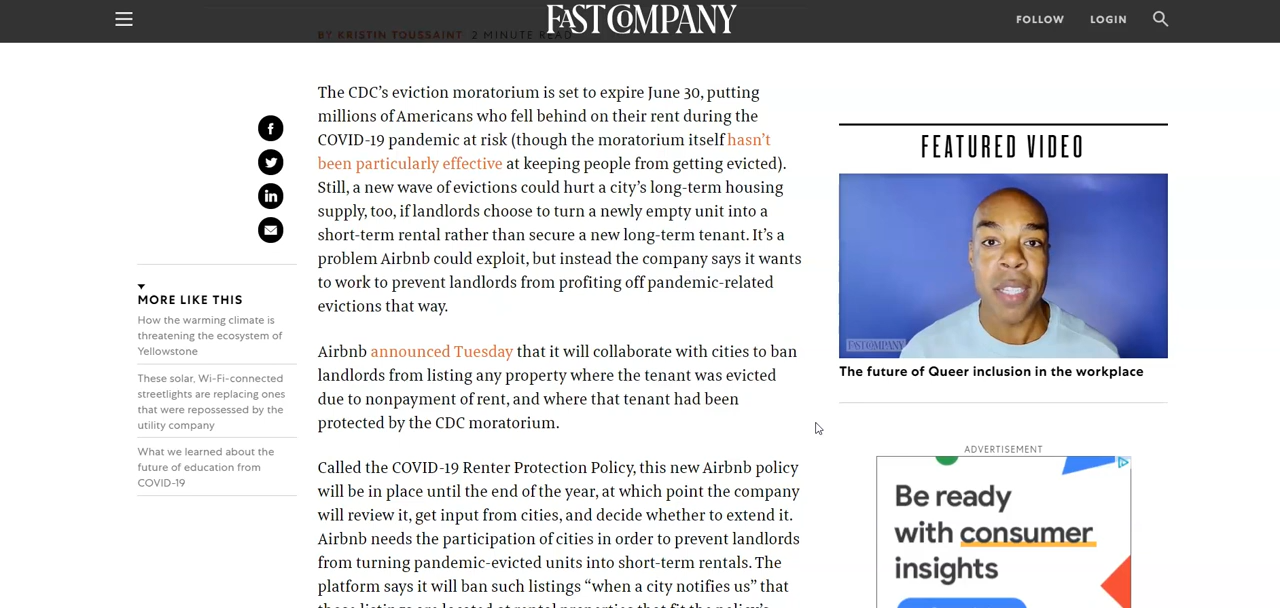 FAST COMPANY
FOLLOW
LOGIN
BY KRISTIN TOUSSAINT 2 MINUTE READ
The CDC’s eviction moratorium is set to expire June 30, putting
millions of Americans who fell behind on their rent during the
COVID-19 pandemic at risk (though the moratorium itself hasn’t
been particularly effective at keeping people from getting evicted).
Still, a new wave of evictions could hurt a city’s long-term housing
supply, too, if landlords choose to turn a newly empty unit into a
short-term rental rather than secure a new long-term tenant. It’s a
problem Airbnb could exploit, but instead the company says it wants
to work to prevent landlords from profiting off pandemic-related
evictions that way.
Airbnb announced Tuesday that it will collaborate with cities to ban
landlords from listing any property where the tenant was evicted
due to nonpayment of rent, and where that tenant had been
protected by the CDC moratorium.
Called the COVID-19 Renter Protection Policy, this new Airbnb policy
will be in place until the end of the year, at which point the company
will review it, get input from cities, and decide whether to extend it.
Airbnb needs the participation of cities in order to prevent landlords
from turning pandemic-evicted units into short-term rentals. The
platform says it will ban such listings “when a city notifies us” that
these listings are located at rental properties that fit the policy’s
MORE LIKE THIS
How the warming climate is
threatening the ecosystem of
Yellowstone
These solar, Wi-Fi-connected
streetlights are replacing ones
that were repossessed by the
utility company
What we learned about the
future of education from
COVID-19
FEATURED VIDEO
FAST COMPANY
The future of Queer inclusion in the workplace
ADVERTISEMENT
Be ready
with consumer
insights